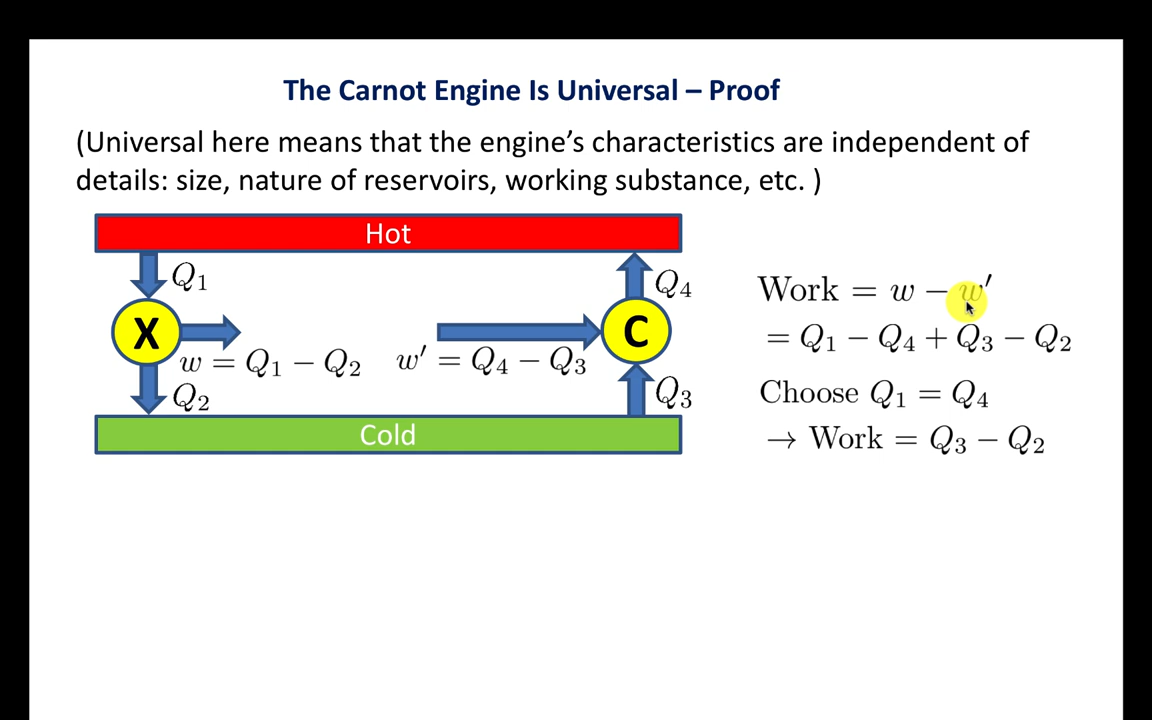 The Carnot Engine Is Universal – Proof
(Universal here means that the engine's characteristics are independent of
details: size, nature of reservoirs, working substance, etc. )
Hot
Q₁
Q₄
X
C
w = Q₁ − Q₂
w′ = Q₄ − Q₃
Q₂
Q₃
Cold
Work = w − w′
= Q₁ − Q₄ + Q₃ − Q₂
Choose Q₁ = Q₄
→ Work = Q₃ − Q₂